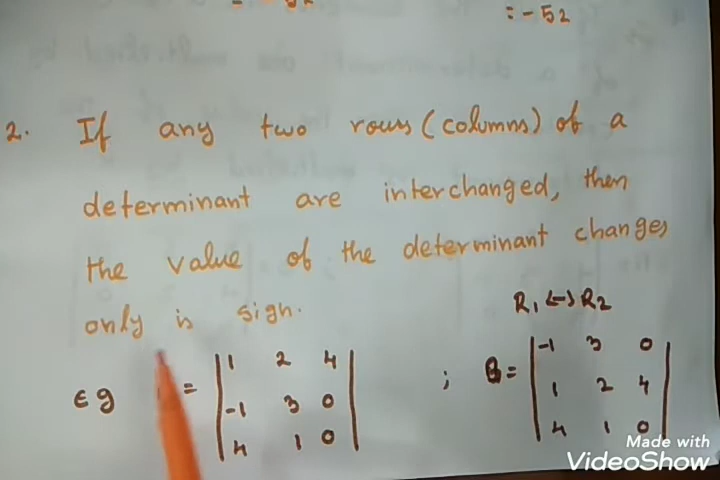 = -52
2. If any two rows (columns) of a
determinant are interchanged, then
the value of the determinant changes
only is sign.
R1 <-> R2
Eg = | 1 2 4 | ; B = | -1 3 0 |
| -1 3 0 | | 1 2 4 |
| 4 1 0 | | 4 1 0 |
Made with
VideoShow